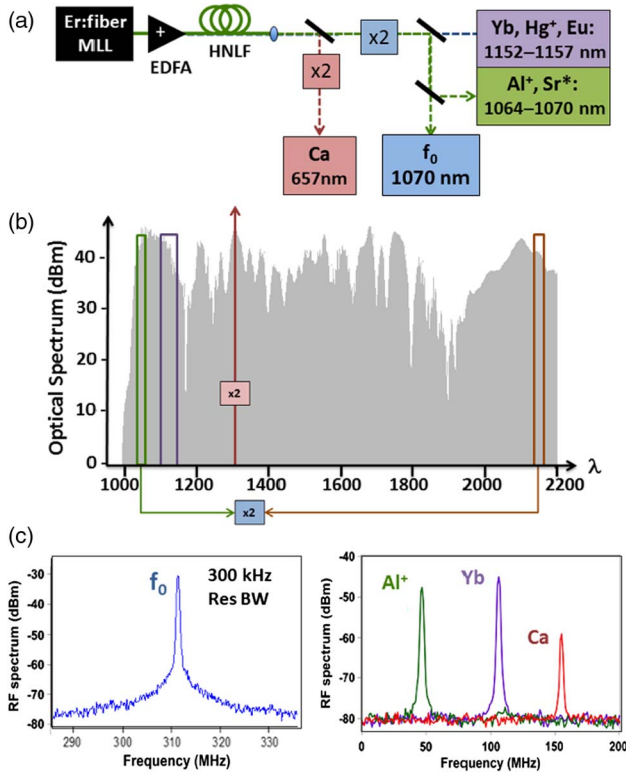 (a)
Er:fiber
MLL
+
EDFA
HNLF
x2
x2
Ca
657nm
f₀
1070 nm
Yb, Hg⁺, Eu:
1152–1157 nm
Al⁺, Sr*:
1064–1070 nm
(b)
Optical Spectrum (dBm)
40
30
20
10
0
x2
1000 1200 1400 1600 1800 2000 2200
λ
x2
(c)
RF spectrum (dBm)
-30
-40
-50
-60
-70
-80
f₀
300 kHz
Res BW
290 300 310 320 330
Frequency (MHz)
RF spectrum (dBm)
-40
-50
-60
-70
-80
Al⁺
Yb
Ca
0 50 100 150 200
Frequency (MHz)